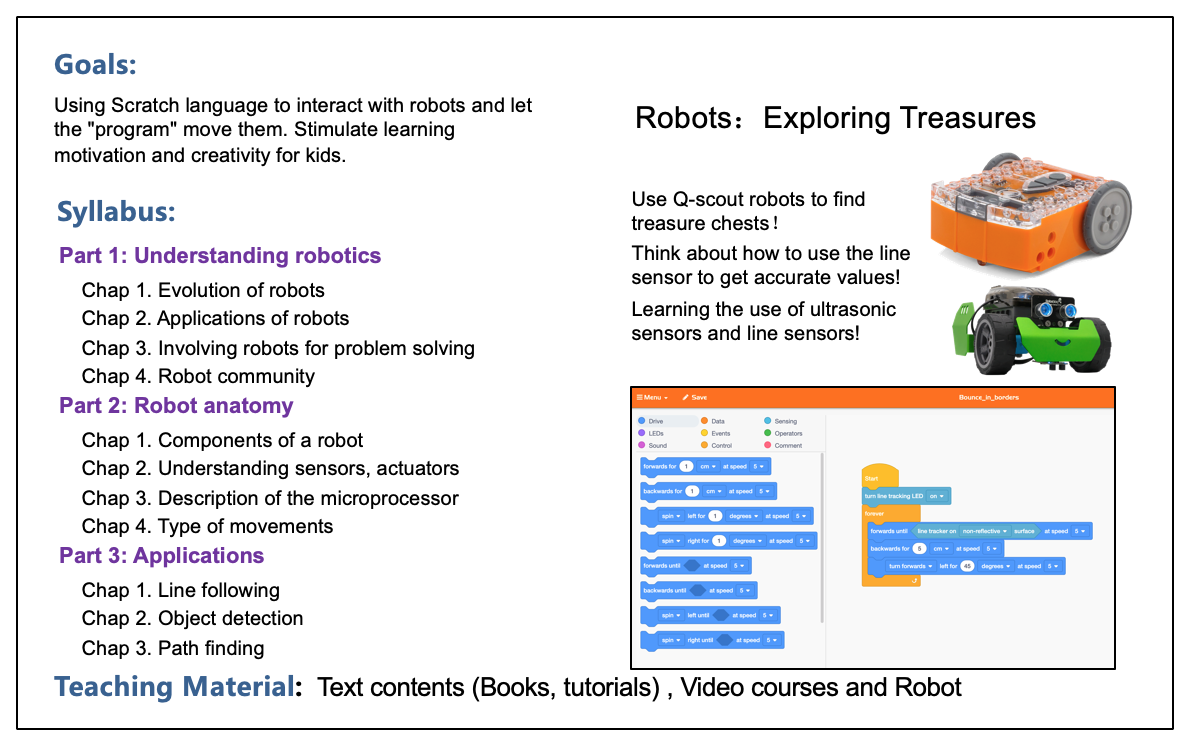 Goals:
Using Scratch language to interact with robots and let
the "program" move them. Stimulate learning
motivation and creativity for kids.
Syllabus:
Part 1: Understanding robotics
Chap 1. Evolution of robots
Chap 2. Applications of robots
Chap 3. Involving robots for problem solving
Chap 4. Robot community
Part 2: Robot anatomy
Chap 1. Components of a robot
Chap 2. Understanding sensors, actuators
Chap 3. Description of the microprocessor
Chap 4. Type of movements
Part 3: Applications
Chap 1. Line following
Chap 2. Object detection
Chap 3. Path finding
Robots：Exploring Treasures
Use Q-scout robots to find
treasure chests！
Think about how to use the line
sensor to get accurate values!
Learning the use of ultrasonic
sensors and line sensors!
Menu Save Bounce_in_borders
Drive Data Sensing
LEDs Events Operators
Sound Control Comment
forwards for 1 cm at speed 5
backwards for 1 cm at speed 5
spin left for 1 degrees at speed 5
spin right for 1 degrees at speed 5
forwards until at speed 5
backwards until at speed 5
spin left until at speed 5
spin right until at speed 5
Start
turn line tracking LED on
forever
forwards until line tracker on non-reflective surface at speed 5
backwards for 5 cm at speed 5
turn forwards left for 45 degrees at speed 5
Teaching Material: Text contents (Books, tutorials) , Video courses and Robot